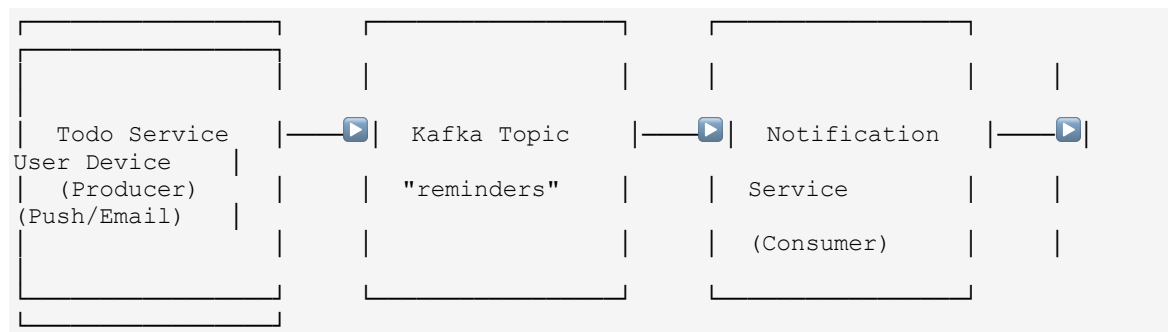 Todo Service Kafka Topic Notification
User Device
(Producer) "reminders" Service
(Push/Email)
(Consumer)